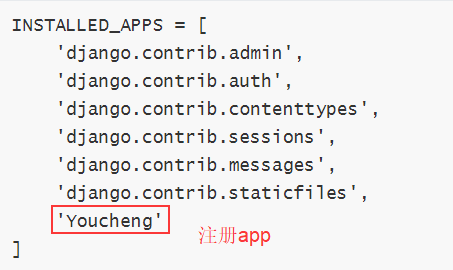 INSTALLED_APPS = [
    'django.contrib.admin',
    'django.contrib.auth',
    'django.contrib.contenttypes',
    'django.contrib.sessions',
    'django.contrib.messages',
    'django.contrib.staticfiles',
    'Youcheng' 注册app
]